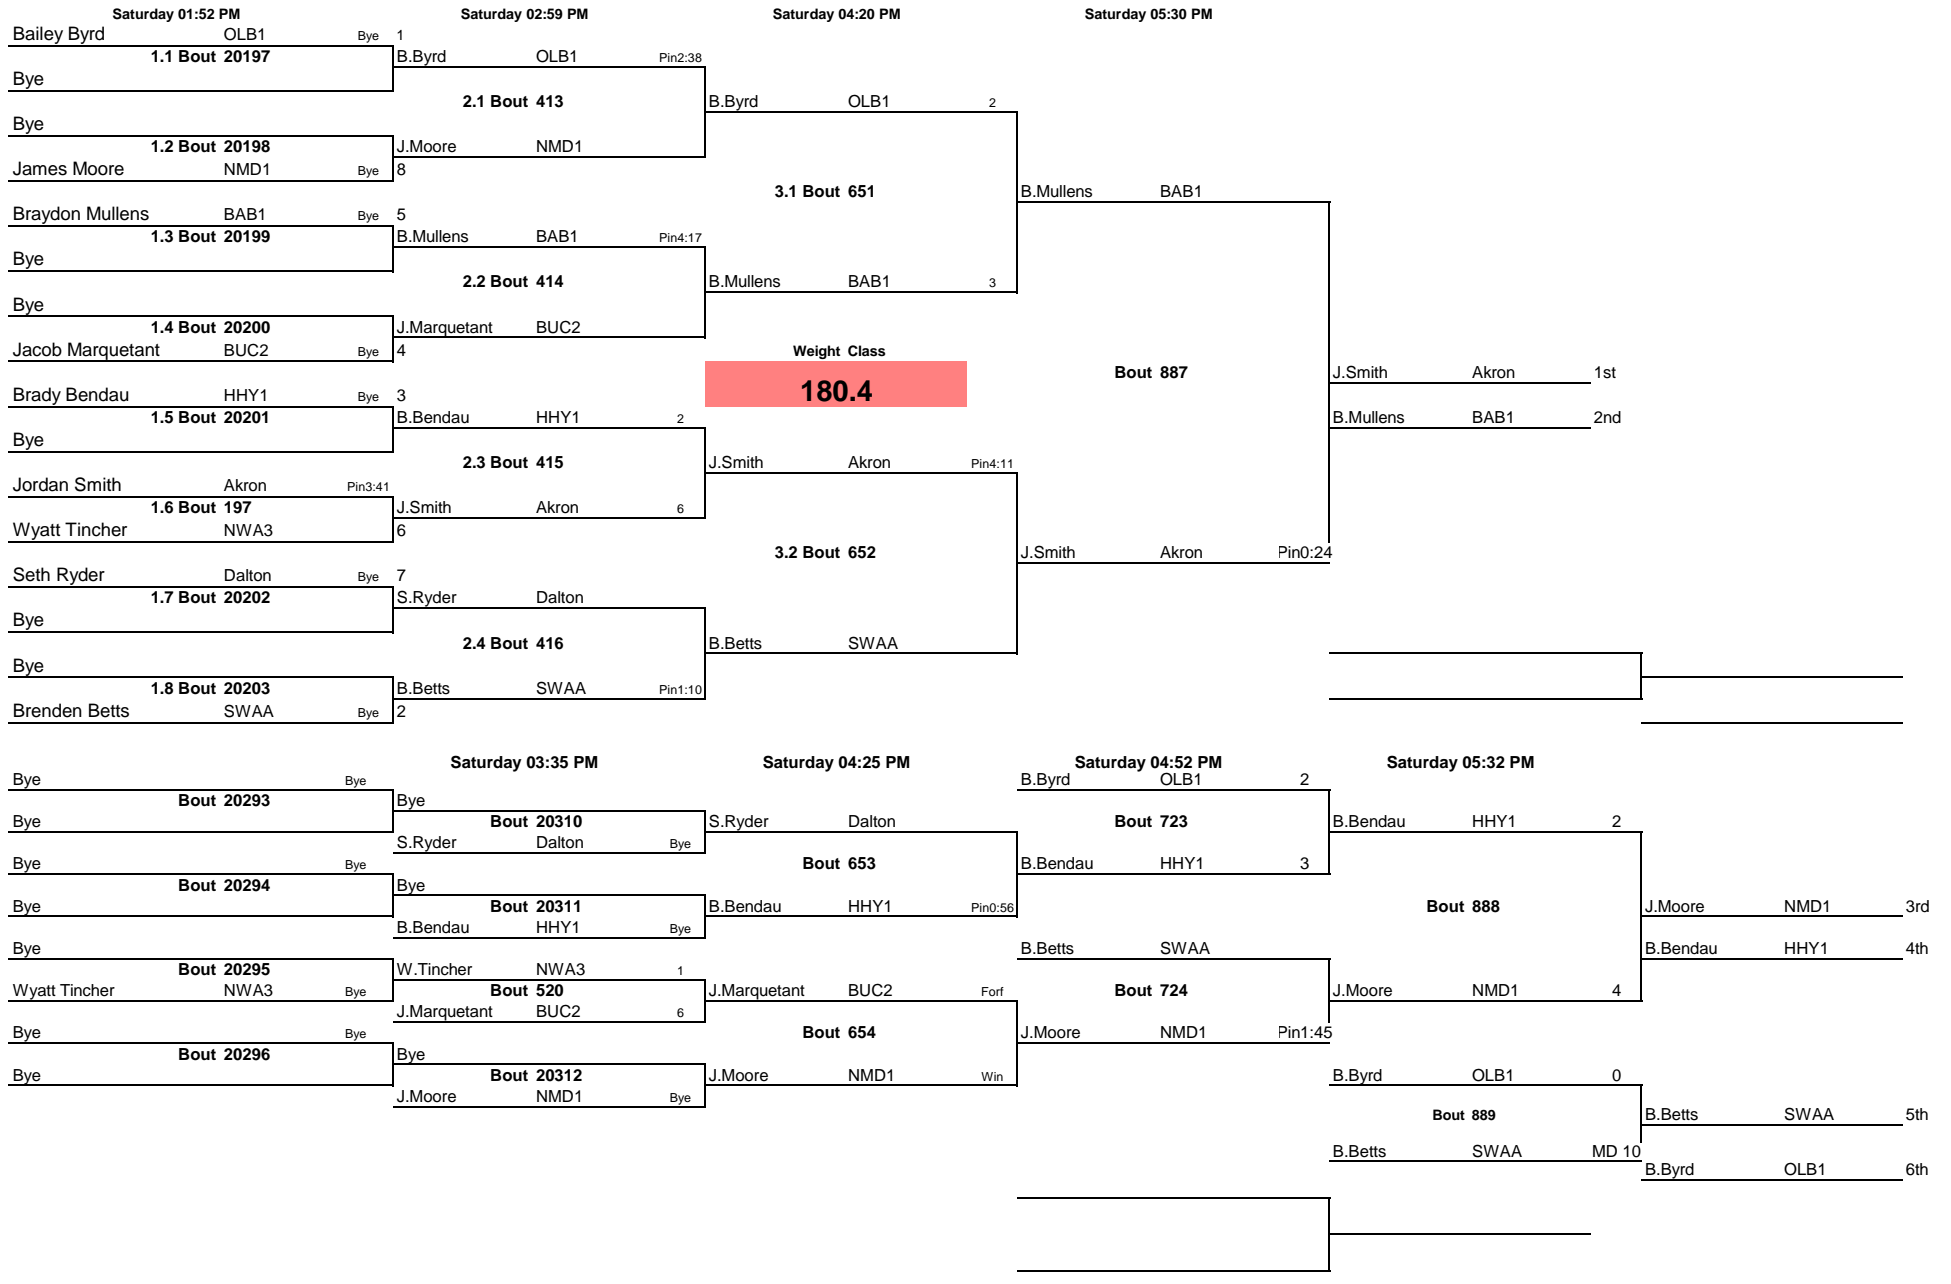 Saturday 01:52 PM Saturday 02:59 PM Saturday 04:20 PM Saturday 05:30 PM
Bailey Byrd OLB1 Bye 1
1.1 Bout 20197 B.Byrd OLB1 Pin2:38
Bye
2.1 Bout 413 B.Byrd OLB1 2
Bye
1.2 Bout 20198 J.Moore NMD1
James Moore NMD1 Bye 8
3.1 Bout 651 B.Mullens BAB1
Braydon Mullens BAB1 Bye 5
1.3 Bout 20199 B.Mullens BAB1 Pin4:17
Bye
2.2 Bout 414 B.Mullens BAB1 3
Bye
1.4 Bout 20200 J.Marquetant BUC2
Jacob Marquetant BUC2 Bye 4 Weight Class
Bout 887 J.Smith Akron 1st
Brady Bendau HHY1 Bye 3 180.4
1.5 Bout 20201 B.Bendau HHY1 2 B.Mullens BAB1 2nd
Bye
2.3 Bout 415 J.Smith Akron Pin4:11
Jordan Smith Akron Pin3:41
1.6 Bout 197 J.Smith Akron 6
Wyatt Tincher NWA3 6
3.2 Bout 652 J.Smith Akron Pin0:24
Seth Ryder Dalton Bye 7
1.7 Bout 20202 S.Ryder Dalton
Bye
2.4 Bout 416 B.Betts SWAA
Bye
1.8 Bout 20203 B.Betts SWAA Pin1:10
Brenden Betts SWAA Bye 2
Saturday 03:35 PM Saturday 04:25 PM Saturday 04:52 PM Saturday 05:32 PM
Bye Bye B.Byrd OLB1 2
Bout 20293 Bye
Bye Bout 20310 S.Ryder Dalton Bout 723 B.Bendau HHY1 2
S.Ryder Dalton Bye
Bye Bye Bout 653 B.Bendau HHY1 3
Bout 20294 Bye
Bye Bout 20311 B.Bendau HHY1 Pin0:56 Bout 888 J.Moore NMD1 3rd
B.Bendau HHY1 Bye
Bye B.Betts SWAA B.Bendau HHY1 4th
Bout 20295 W.Tincher NWA3 1
Wyatt Tincher NWA3 Bye Bout 520 J.Marquetant BUC2 Forf Bout 724 J.Moore NMD1 4
J.Marquetant BUC2 6
Bye Bye Bout 654 J.Moore NMD1 Pin1:45
Bout 20296 Bye
Bye Bout 20312 J.Moore NMD1 Win B.Byrd OLB1 0
J.Moore NMD1 Bye
Bout 889 B.Betts SWAA 5th
B.Betts SWAA MD 10
B.Byrd OLB1 6th